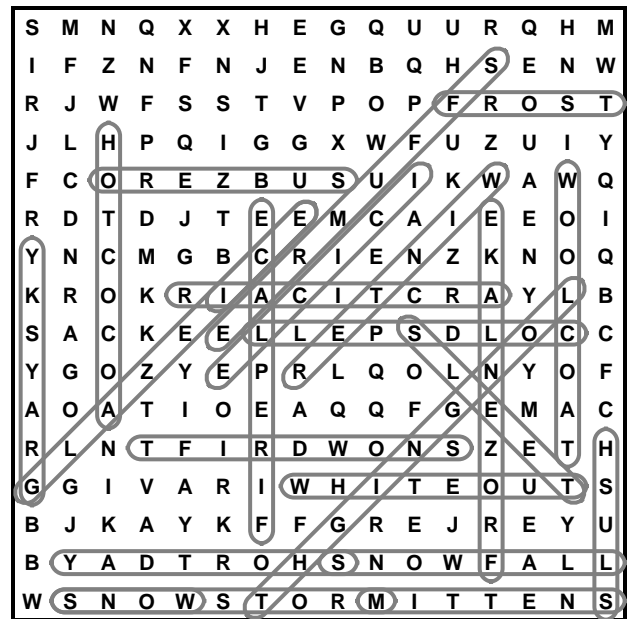 S M N Q X X H E G Q U U R Q H M
I F Z N F N J E N B Q H S E N W
R J W F S S T V P O P F R O S T
J L H P Q I G G X W F U Z U I Y
F C O R E Z B U S U I K W A W Q
R D T D J T E E M C A I E E O I
Y N C M G B C R I E N Z K N O Q
K R O K R I A C I T C R A Y L B
S A C K E E L L E P S D L O C C
Y G O Z Y E P R L Q O L N Y O F
A O A T I O E A Q Q F G E M A C
R L N T F I R D W O N S Z E T H
G G I V A R I W H I T E O U T S
B J K A Y K F F G R E J R E Y U
B Y A D T R O H S N O W F A L L
W S N O W S T O R M I T T E N S